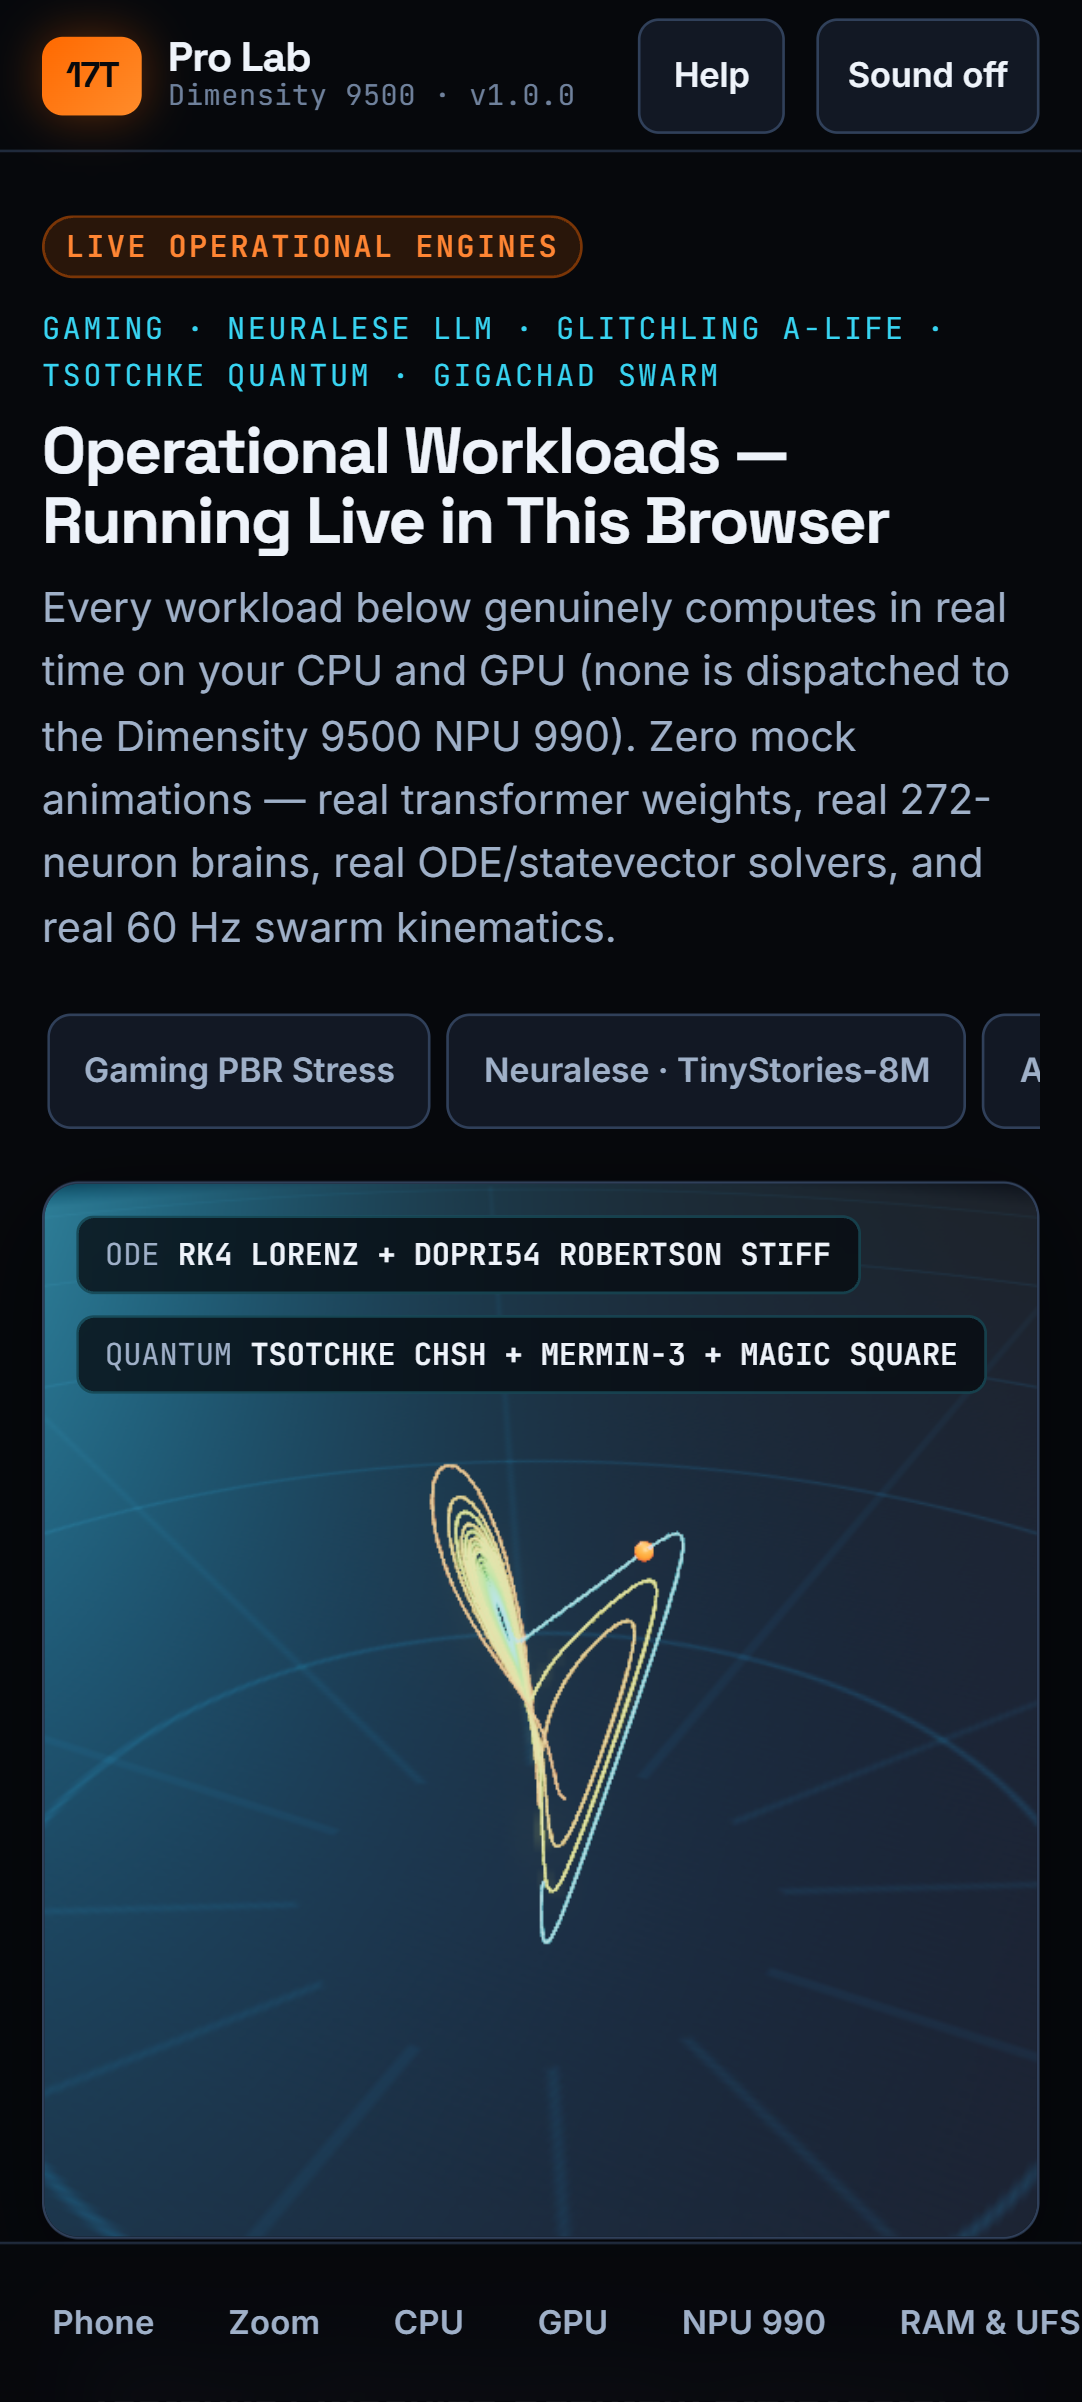 17T
Pro Lab
Dimensity 9500 · v1.0.0
Help
Sound off
LIVE OPERATIONAL ENGINES
GAMING · NEURALESE LLM · GLITCHLING A-LIFE ·
TSOTCHKE QUANTUM · GIGACHAD SWARM
Operational Workloads —
Running Live in This Browser
Every workload below genuinely computes in real
time on your CPU and GPU (none is dispatched to
the Dimensity 9500 NPU 990). Zero mock
animations — real transformer weights, real 272-
neuron brains, real ODE/statevector solvers, and
real 60 Hz swarm kinematics.
Gaming PBR Stress
Neuralese · TinyStories-8M
A
ODE RK4 LORENZ + DOPRI54 ROBERTSON STIFF
QUANTUM TSOTCHKE CHSH + MERMIN-3 + MAGIC SQUARE
Phone
Zoom
CPU
GPU
NPU 990
RAM & UFS